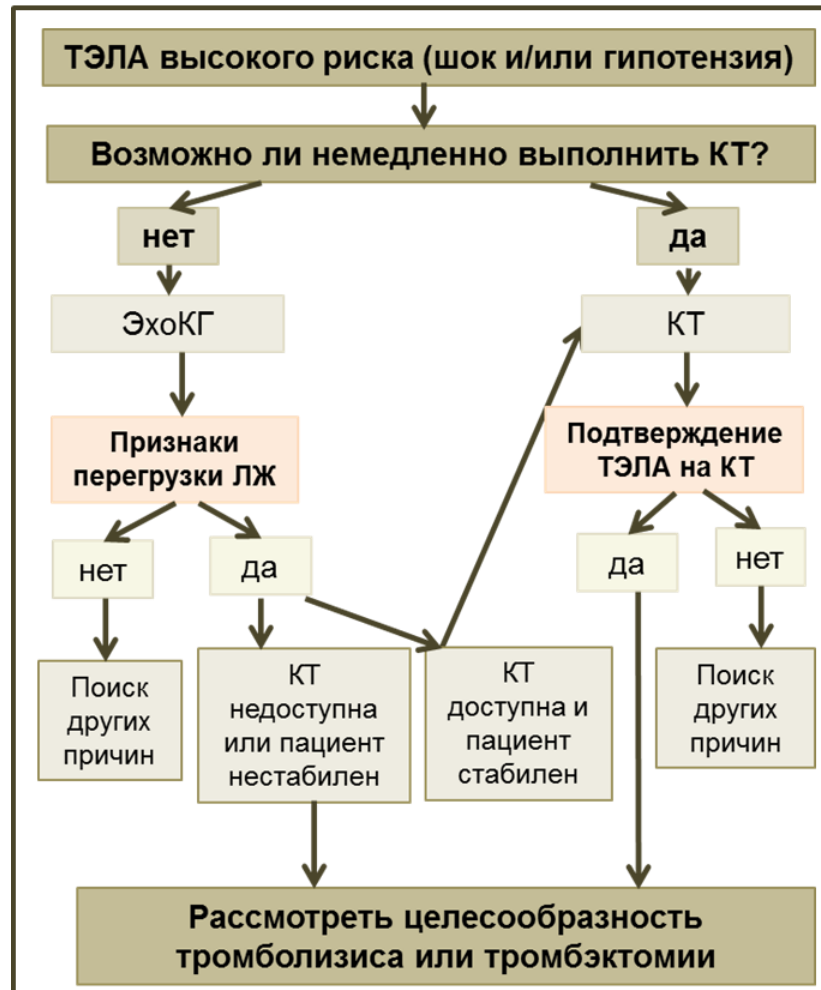 ТЭЛА высокого риска (шок и/или гипотензия)
Возможно ли немедленно выполнить КТ?
нет
да
ЭхоКГ
КТ
Признаки
перегрузки ЛЖ
Подтверждение
ТЭЛА на КТ
нет
да
да
нет
Поиск
других
причин
КТ
недоступна
или пациент
нестабилен
КТ
доступна и
пациент
стабилен
Поиск
других
причин
Рассмотреть целесообразность
тромболизиса или тромбэктомии